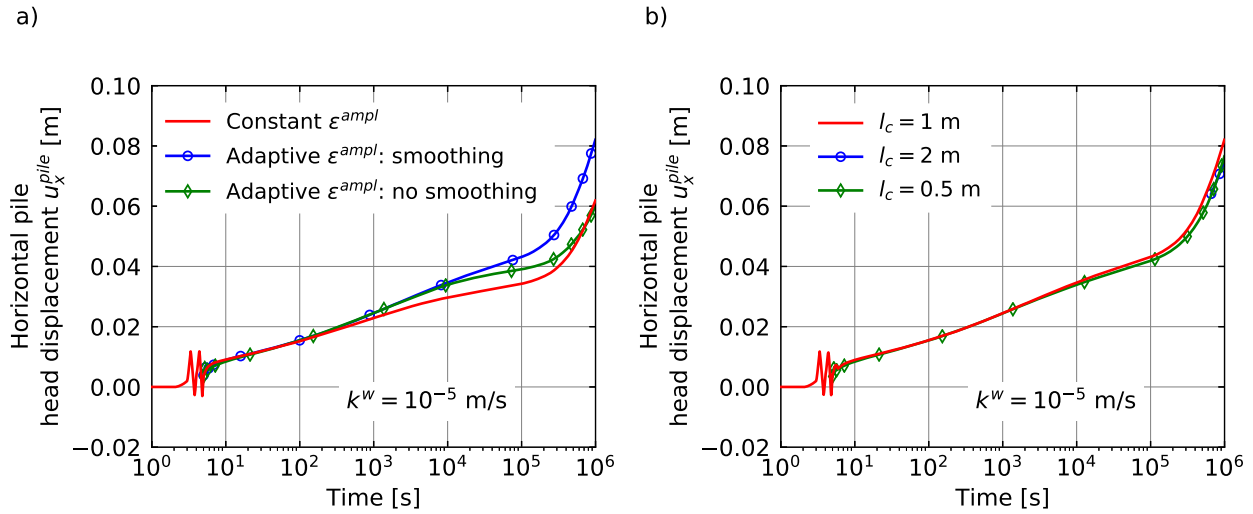 a)
Horizontal pile
head displacement u_x^{pile} [m]
0.10
0.08
0.06
0.04
0.02
0.00
−0.02
Constant ε^{ampl}
Adaptive ε^{ampl}: smoothing
Adaptive ε^{ampl}: no smoothing
k^w = 10^{−5} m/s
10^0 10^1 10^2 10^3 10^4 10^5 10^6
Time [s]
b)
Horizontal pile
head displacement u_x^{pile} [m]
0.10
0.08
0.06
0.04
0.02
0.00
−0.02
l_c = 1 m
l_c = 2 m
l_c = 0.5 m
k^w = 10^{−5} m/s
10^0 10^1 10^2 10^3 10^4 10^5 10^6
Time [s]